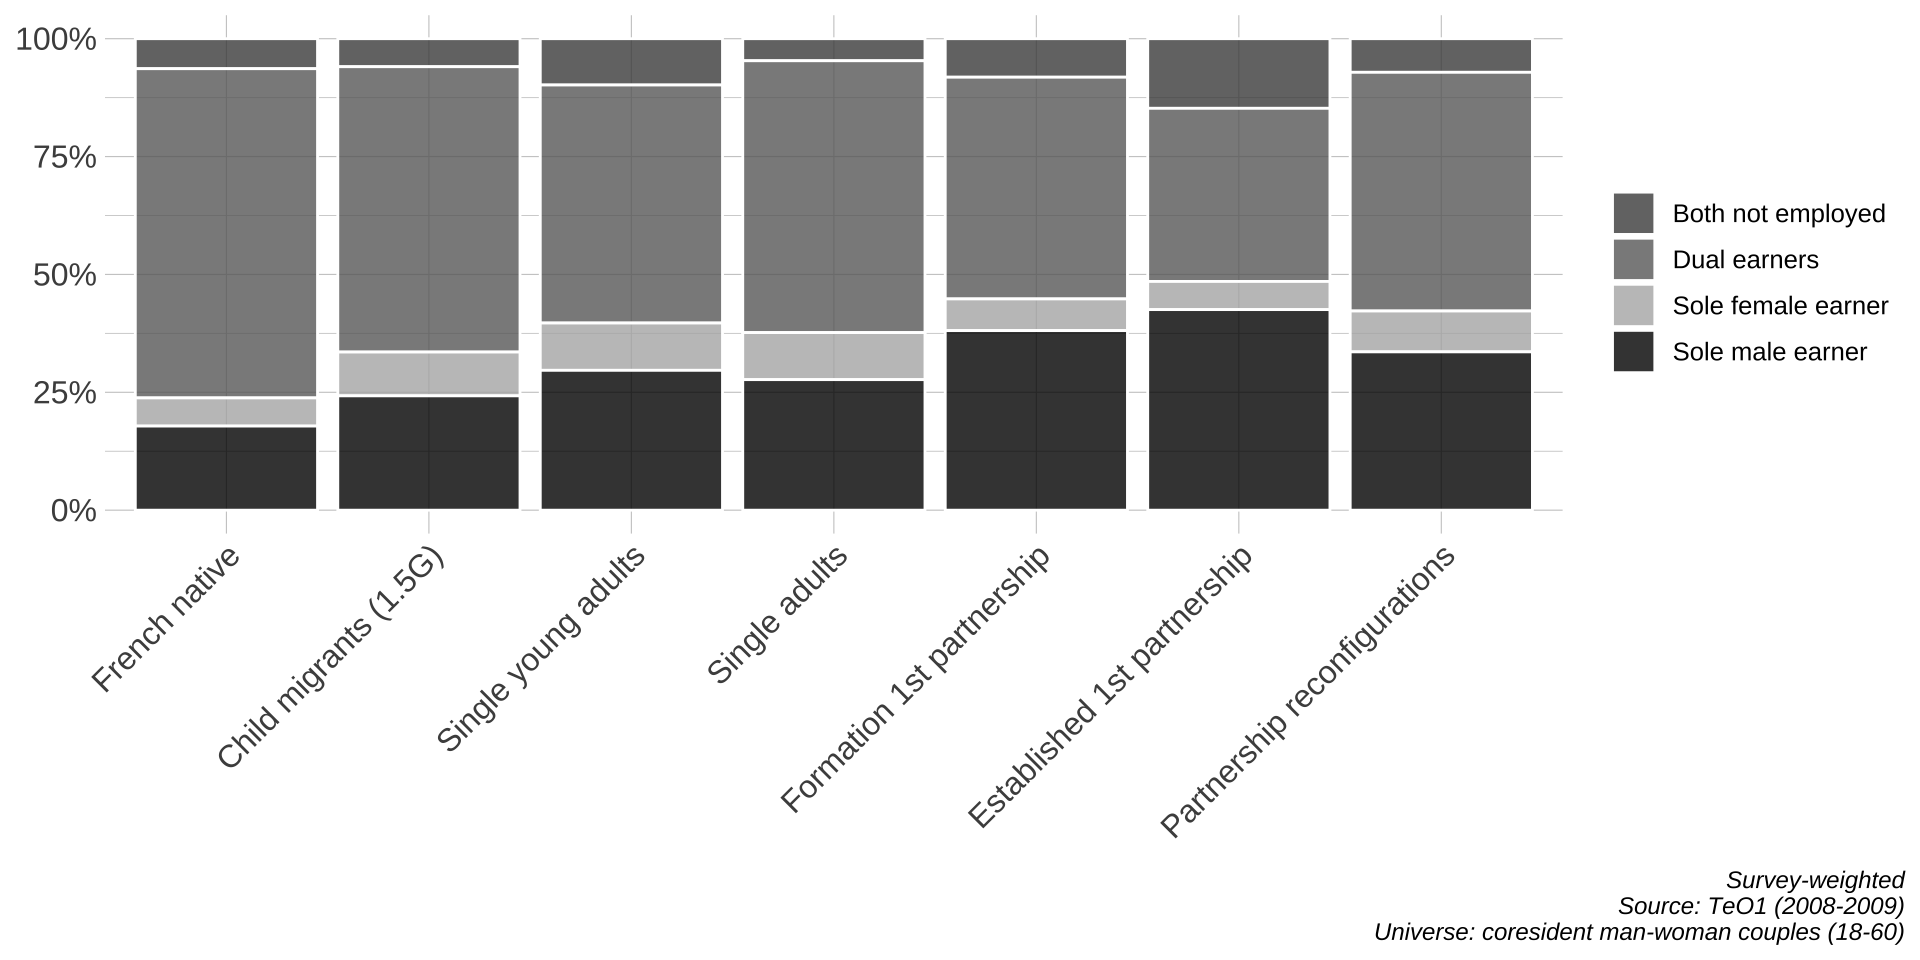 100%
75%
50%
25%
0%
French native
Child migrants (1.5G)
Single young adults
Single adults
Formation 1st partnership
Established 1st partnership
Partnership reconfigurations
Both not employed
Dual earners
Sole female earner
Sole male earner
Survey-weighted
Source: TeO1 (2008-2009)
Universe: coresident man-woman couples (18-60)